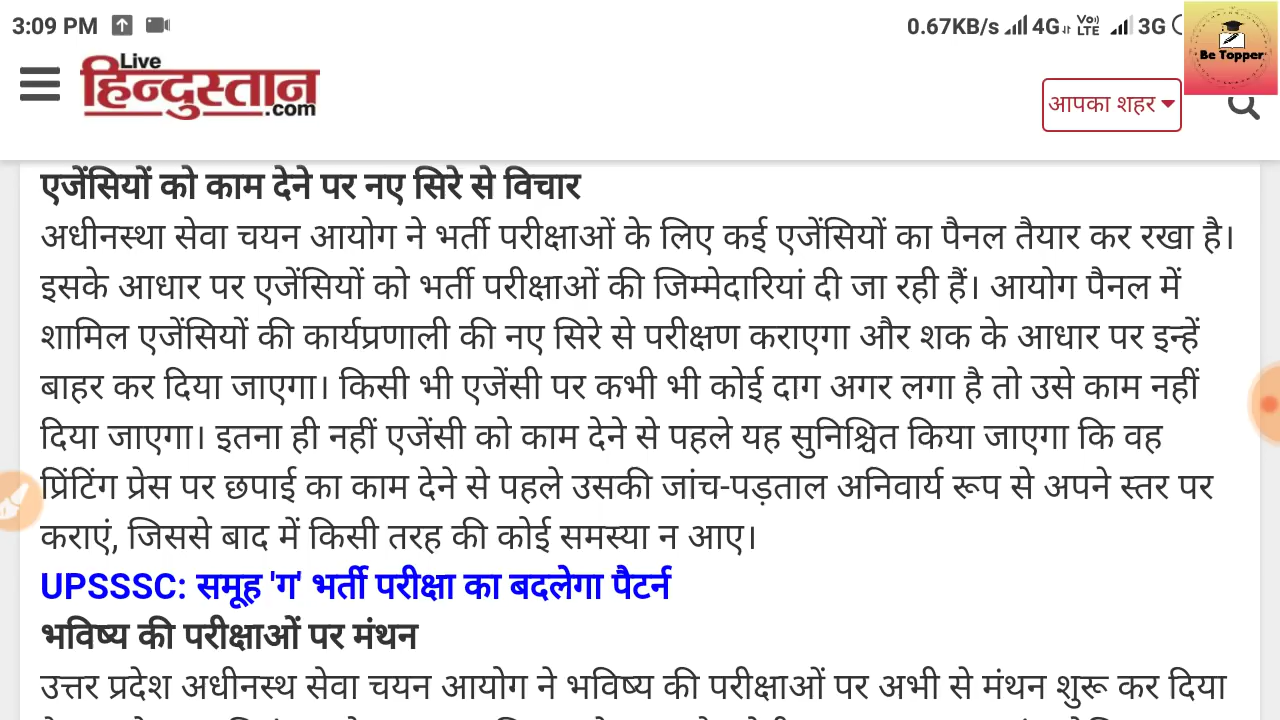 3:09 PM 0.67KB/s 4G Vo) LTE 3G
Be Topper
Live
हिन्दुस्तान
.com
आपका शहर
एजेंसियों को काम देने पर नए सिरे से विचार
अधीनस्था सेवा चयन आयोग ने भर्ती परीक्षाओं के लिए कई एजेंसियों का पैनल तैयार कर रखा है।
इसके आधार पर एजेंसियों को भर्ती परीक्षाओं की जिम्मेदारियां दी जा रही हैं। आयोग पैनल में
शामिल एजेंसियों की कार्यप्रणाली की नए सिरे से परीक्षण कराएगा और शक के आधार पर इन्हें
बाहर कर दिया जाएगा। किसी भी एजेंसी पर कभी भी कोई दाग अगर लगा है तो उसे काम नहीं
दिया जाएगा। इतना ही नहीं एजेंसी को काम देने से पहले यह सुनिश्चित किया जाएगा कि वह
प्रिंटिंग प्रेस पर छपाई का काम देने से पहले उसकी जांच-पड़ताल अनिवार्य रूप से अपने स्तर पर
कराएं, जिससे बाद में किसी तरह की कोई समस्या न आए।
UPSSSC: समूह 'ग' भर्ती परीक्षा का बदलेगा पैटर्न
भविष्य की परीक्षाओं पर मंथन
उत्तर प्रदेश अधीनस्थ सेवा चयन आयोग ने भविष्य की परीक्षाओं पर अभी से मंथन शुरू कर दिया